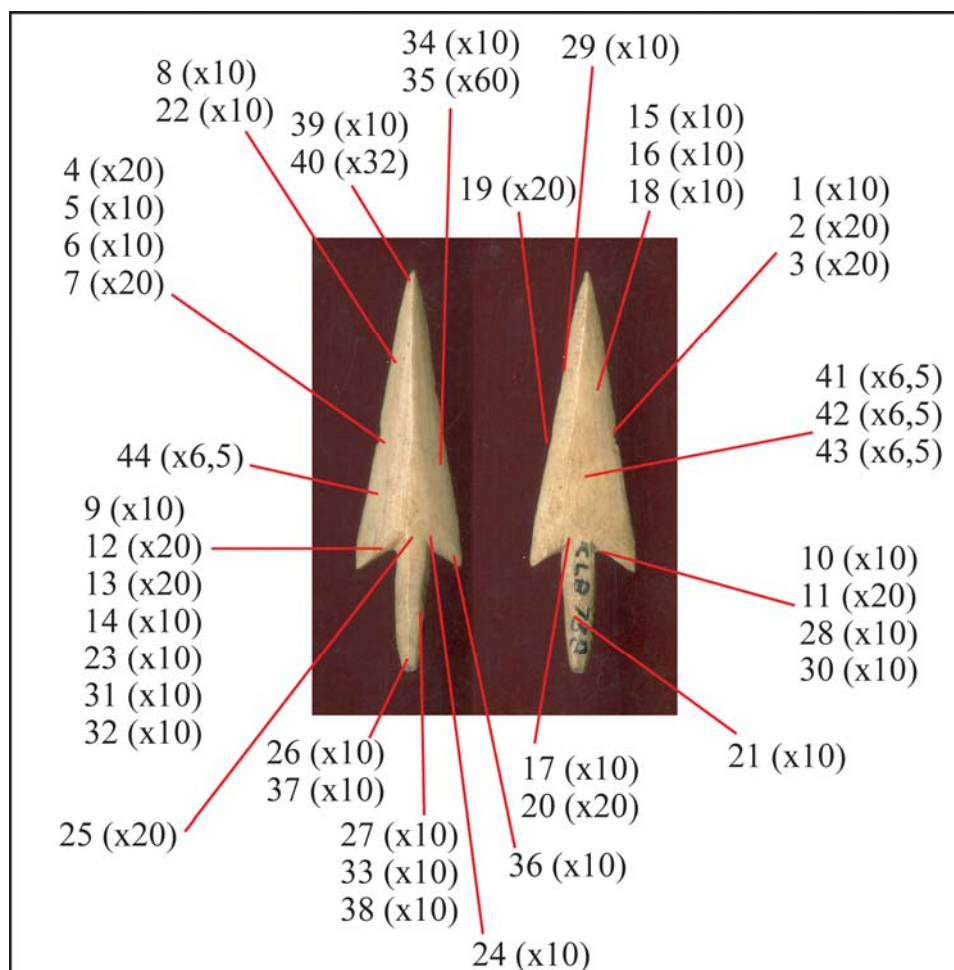 34 (x10)
35 (x60)
29 (x10)
8 (x10)
22 (x10)
39 (x10)
40 (x32)
15 (x10)
16 (x10)
18 (x10)
4 (x20)
5 (x10)
6 (x10)
7 (x20)
19 (x20)
1 (x10)
2 (x20)
3 (x20)
41 (x6,5)
42 (x6,5)
43 (x6,5)
44 (x6,5)
9 (x10)
12 (x20)
13 (x20)
14 (x10)
23 (x10)
31 (x10)
32 (x10)
10 (x10)
11 (x20)
28 (x10)
30 (x10)
26 (x10)
37 (x10)
17 (x10)
20 (x20)
21 (x10)
25 (x20)
27 (x10)
33 (x10)
38 (x10)
36 (x10)
24 (x10)